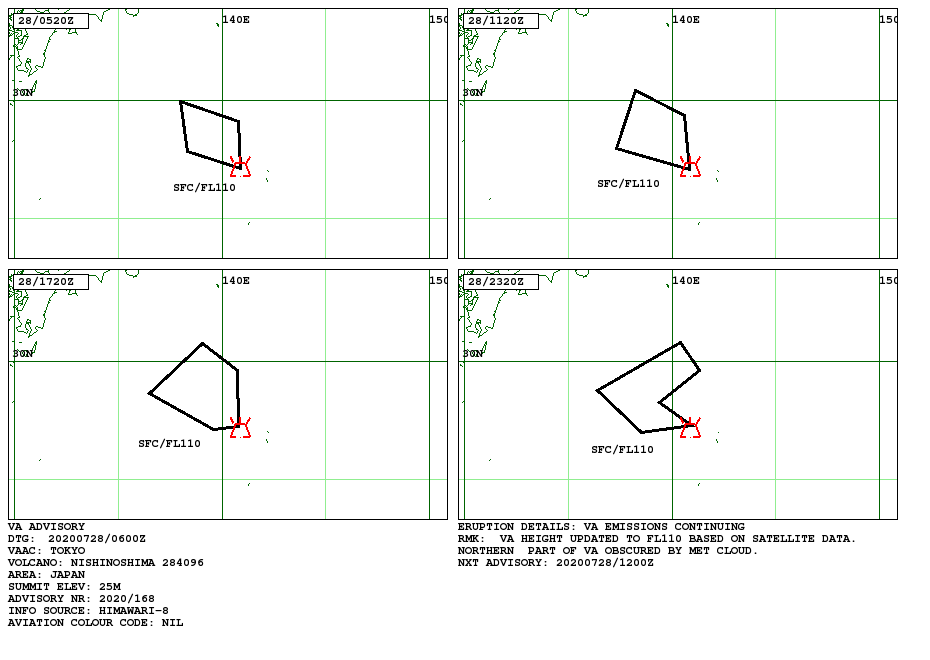 28/0520Z
140E
150
30N
SFC/FL110
28/1120Z
140E
150
30N
SFC/FL110
28/1720Z
140E
150
30N
SFC/FL110
28/2320Z
140E
150
30N
SFC/FL110
VA ADVISORY
DTG: 20200728/0600Z
VAAC: TOKYO
VOLCANO: NISHINOSHIMA 284096
AREA: JAPAN
SUMMIT ELEV: 25M
ADVISORY NR: 2020/168
INFO SOURCE: HIMAWARI-8
AVIATION COLOUR CODE: NIL
ERUPTION DETAILS: VA EMISSIONS CONTINUING
RMK: VA HEIGHT UPDATED TO FL110 BASED ON SATELLITE DATA.
NORTHERN PART OF VA OBSCURED BY MET CLOUD.
NXT ADVISORY: 20200728/1200Z